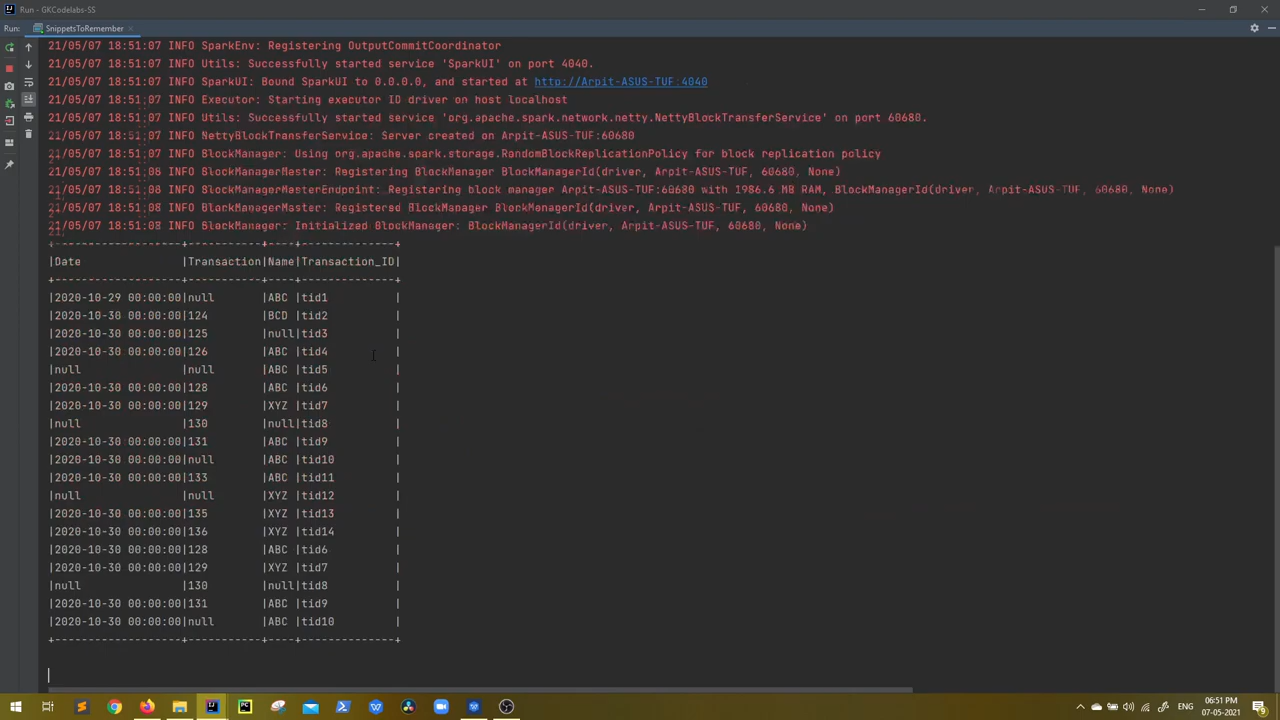 Run - GKCodelabs-SS
Run: SnippetsToRemember
21/05/07 18:51:07 INFO SparkEnv: Registering OutputCommitCoordinator
21/05/07 18:51:07 INFO Utils: Successfully started service 'SparkUI' on port 4040.
21/05/07 18:51:07 INFO SparkUI: Bound SparkUI to 0.0.0.0, and started at http://Arpit-ASUS-TUF:4040
21/05/07 18:51:07 INFO Executor: Starting executor ID driver on host localhost
21/05/07 18:51:07 INFO Utils: Successfully started service 'org.apache.spark.network.netty.NettyBlockTransferService' on port 60680.
21/05/07 18:51:07 INFO NettyBlockTransferService: Server created on Arpit-ASUS-TUF:60680
21/05/07 18:51:07 INFO BlockManager: Using org.apache.spark.storage.RandomBlockReplicationPolicy for block replication policy
21/05/07 18:51:08 INFO BlockManagerMaster: Registering BlockManager BlockManagerId(driver, Arpit-ASUS-TUF, 60680, None)
21/05/07 18:51:08 INFO BlockManagerMasterEndpoint: Registering block manager Arpit-ASUS-TUF:60680 with 1986.6 MB RAM, BlockManagerId(driver, Arpit-ASUS-TUF, 60680, None)
21/05/07 18:51:08 INFO BlockManagerMaster: Registered BlockManager BlockManagerId(driver, Arpit-ASUS-TUF, 60680, None)
21/05/07 18:51:08 INFO BlockManager: Initialized BlockManager: BlockManagerId(driver, Arpit-ASUS-TUF, 60680, None)
+-------------------+-----------+----+--------------+
|Date               |Transaction|Name|Transaction_ID|
+-------------------+-----------+----+--------------+
|2020-10-29 00:00:00|null       |ABC |tid1          |
|2020-10-30 00:00:00|124        |BCD |tid2          |
|2020-10-30 00:00:00|125        |null|tid3          |
|2020-10-30 00:00:00|126        |ABC |tid4          |
|null               |null       |ABC |tid5          |
|2020-10-30 00:00:00|128        |ABC |tid6          |
|2020-10-30 00:00:00|129        |XYZ |tid7          |
|null               |130        |null|tid8          |
|2020-10-30 00:00:00|131        |ABC |tid9          |
|2020-10-30 00:00:00|null       |ABC |tid10         |
|2020-10-30 00:00:00|133        |ABC |tid11         |
|null               |null       |XYZ |tid12         |
|2020-10-30 00:00:00|135        |XYZ |tid13         |
|2020-10-30 00:00:00|136        |XYZ |tid14         |
|2020-10-30 00:00:00|128        |ABC |tid6          |
|2020-10-30 00:00:00|129        |XYZ |tid7          |
|null               |130        |null|tid8          |
|2020-10-30 00:00:00|131        |ABC |tid9          |
|2020-10-30 00:00:00|null       |ABC |tid10         |
+-------------------+-----------+----+--------------+
ENG
06:51 PM
07-05-2021